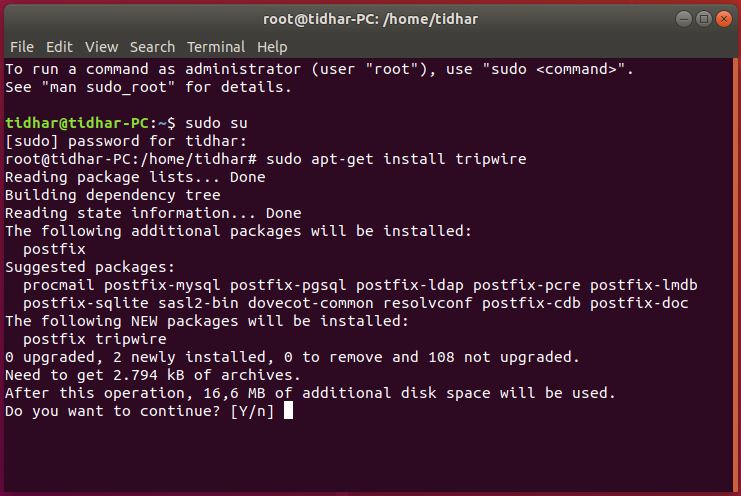 root@tidhar-PC: /home/tidhar
File Edit View Search Terminal Help
To run a command as administrator (user "root"), use "sudo <command>".
See "man sudo_root" for details.
tidhar@tidhar-PC:~$ sudo su
[sudo] password for tidhar:
root@tidhar-PC:/home/tidhar# sudo apt-get install tripwire
Reading package lists... Done
Building dependency tree
Reading state information... Done
The following additional packages will be installed:
  postfix
Suggested packages:
  procmail postfix-mysql postfix-pgsql postfix-ldap postfix-pcre postfix-lmdb
  postfix-sqlite sasl2-bin dovecot-common resolvconf postfix-cdb postfix-doc
The following NEW packages will be installed:
  postfix tripwire
0 upgraded, 2 newly installed, 0 to remove and 108 not upgraded.
Need to get 2.794 kB of archives.
After this operation, 16,6 MB of additional disk space will be used.
Do you want to continue? [Y/n]